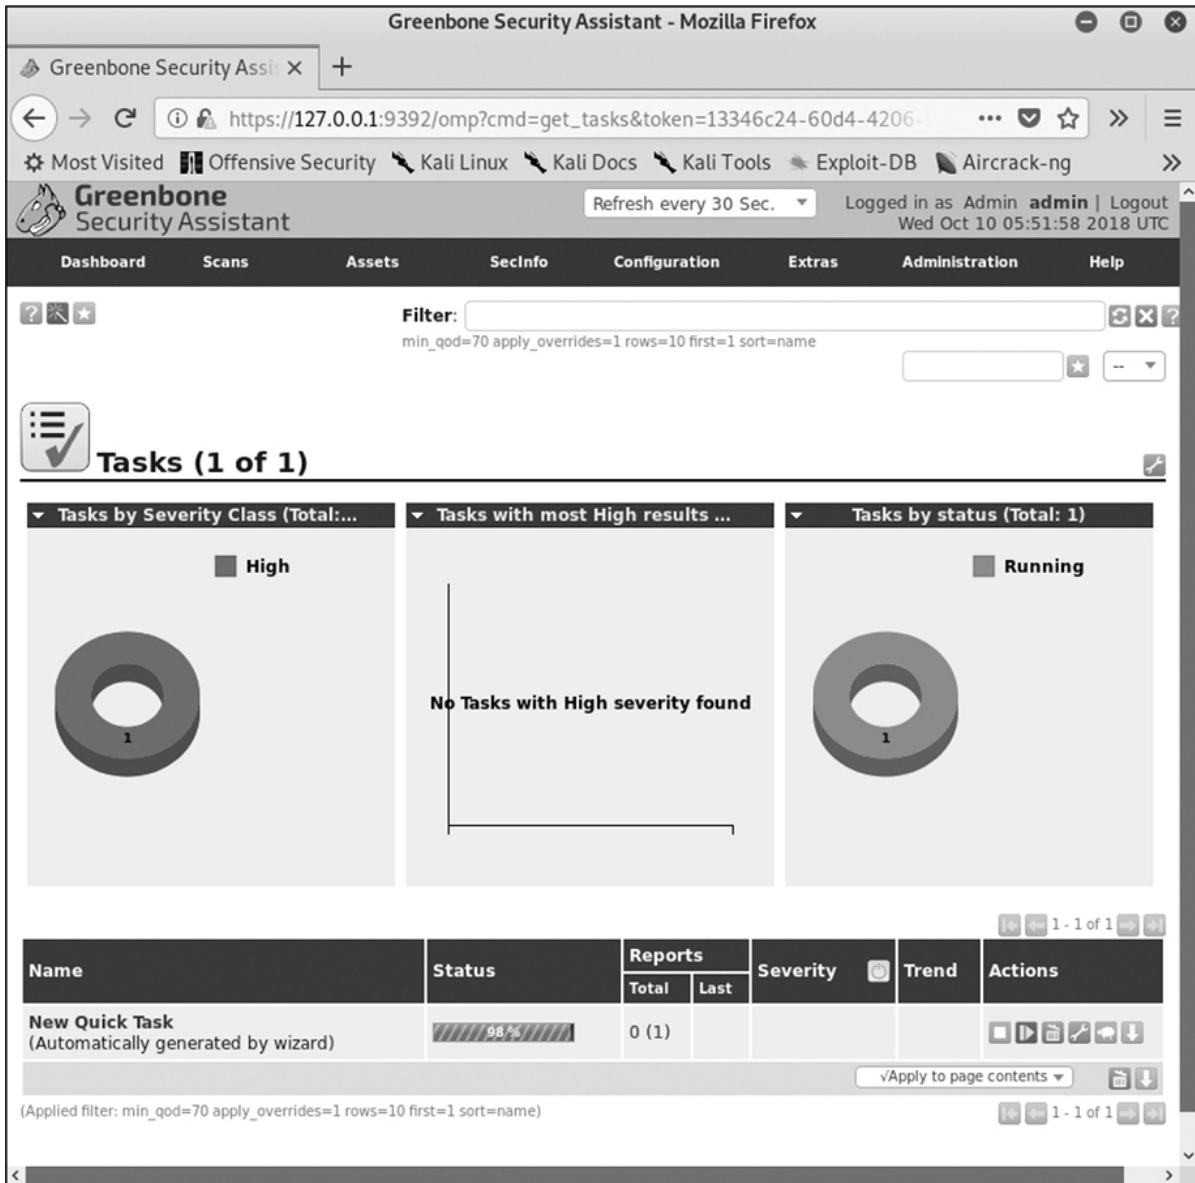 Greenbone Security Assistant - Mozilla Firefox
Greenbone Security Assis
https://127.0.0.1:9392/omp?cmd=get_tasks&token=13346c24-60d4-4206-
Most Visited Offensive Security Kali Linux Kali Docs Kali Tools Exploit-DB Aircrack-ng
Greenbone
Security Assistant
Refresh every 30 Sec.
Logged in as Admin admin | Logout
Wed Oct 10 05:51:58 2018 UTC
Dashboard Scans Assets SecInfo Configuration Extras Administration Help
Filter:
min_qod=70 apply_overrides=1 rows=10 first=1 sort=name
--
Tasks (1 of 1)
Tasks by Severity Class (Total:...
High
1
Tasks with most High results ...
No Tasks with High severity found
Tasks by status (Total: 1)
Running
1
1 - 1 of 1
Name Status Reports Severity Trend Actions
Total Last
New Quick Task
(Automatically generated by wizard)
98 %
0 (1)
√Apply to page contents
(Applied filter: min_qod=70 apply_overrides=1 rows=10 first=1 sort=name)
1 - 1 of 1